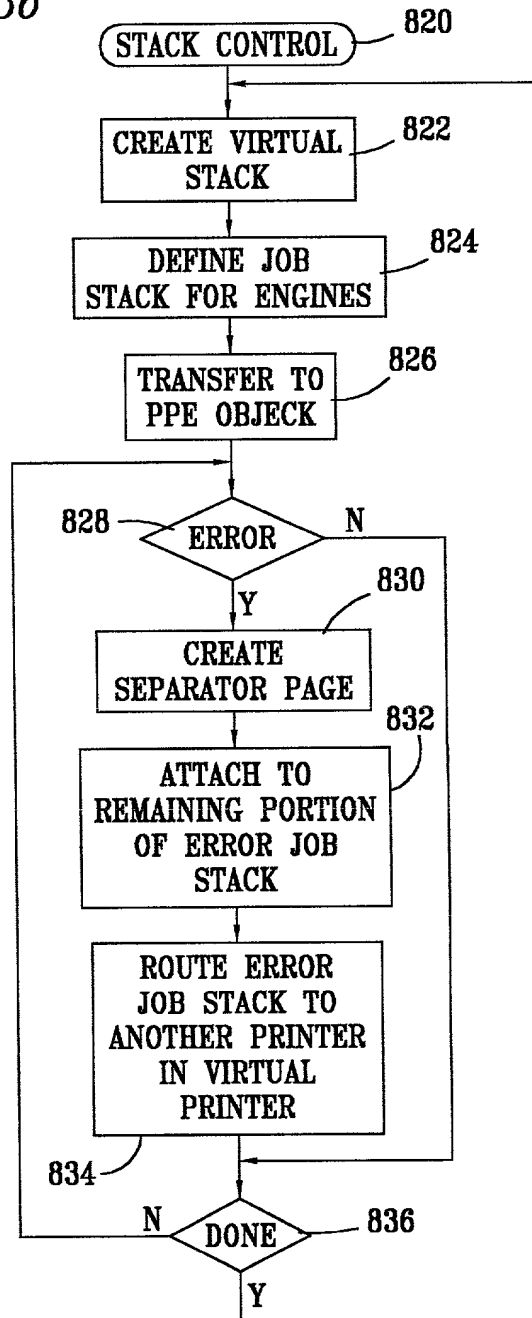 820
STACK CONTROL
CREATE VIRTUAL
STACK
822
DEFINE JOB
STACK FOR ENGINES
824
TRANSFER TO
PPE OBJECK
826
828
ERROR
N
Y
830
CREATE
SEPARATOR PAGE
832
ATTACH TO
REMAINING PORTION
OF ERROR JOB
STACK
ROUTE ERROR
JOB STACK TO
ANOTHER PRINTER
IN VIRTUAL
PRINTER
834
N
DONE
836
Y